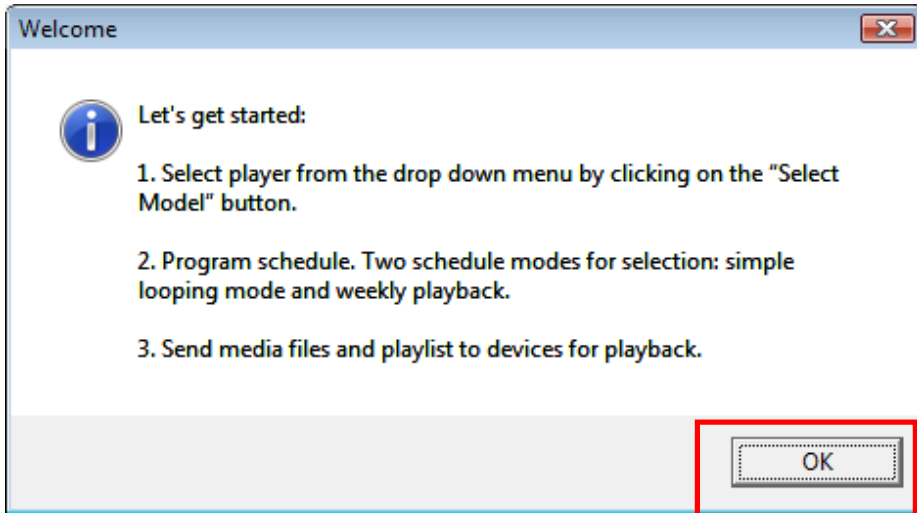 Welcome
Let's get started:
1. Select player from the drop down menu by clicking on the “Select
Model” button.
2. Program schedule. Two schedule modes for selection: simple
looping mode and weekly playback.
3. Send media files and playlist to devices for playback.
OK